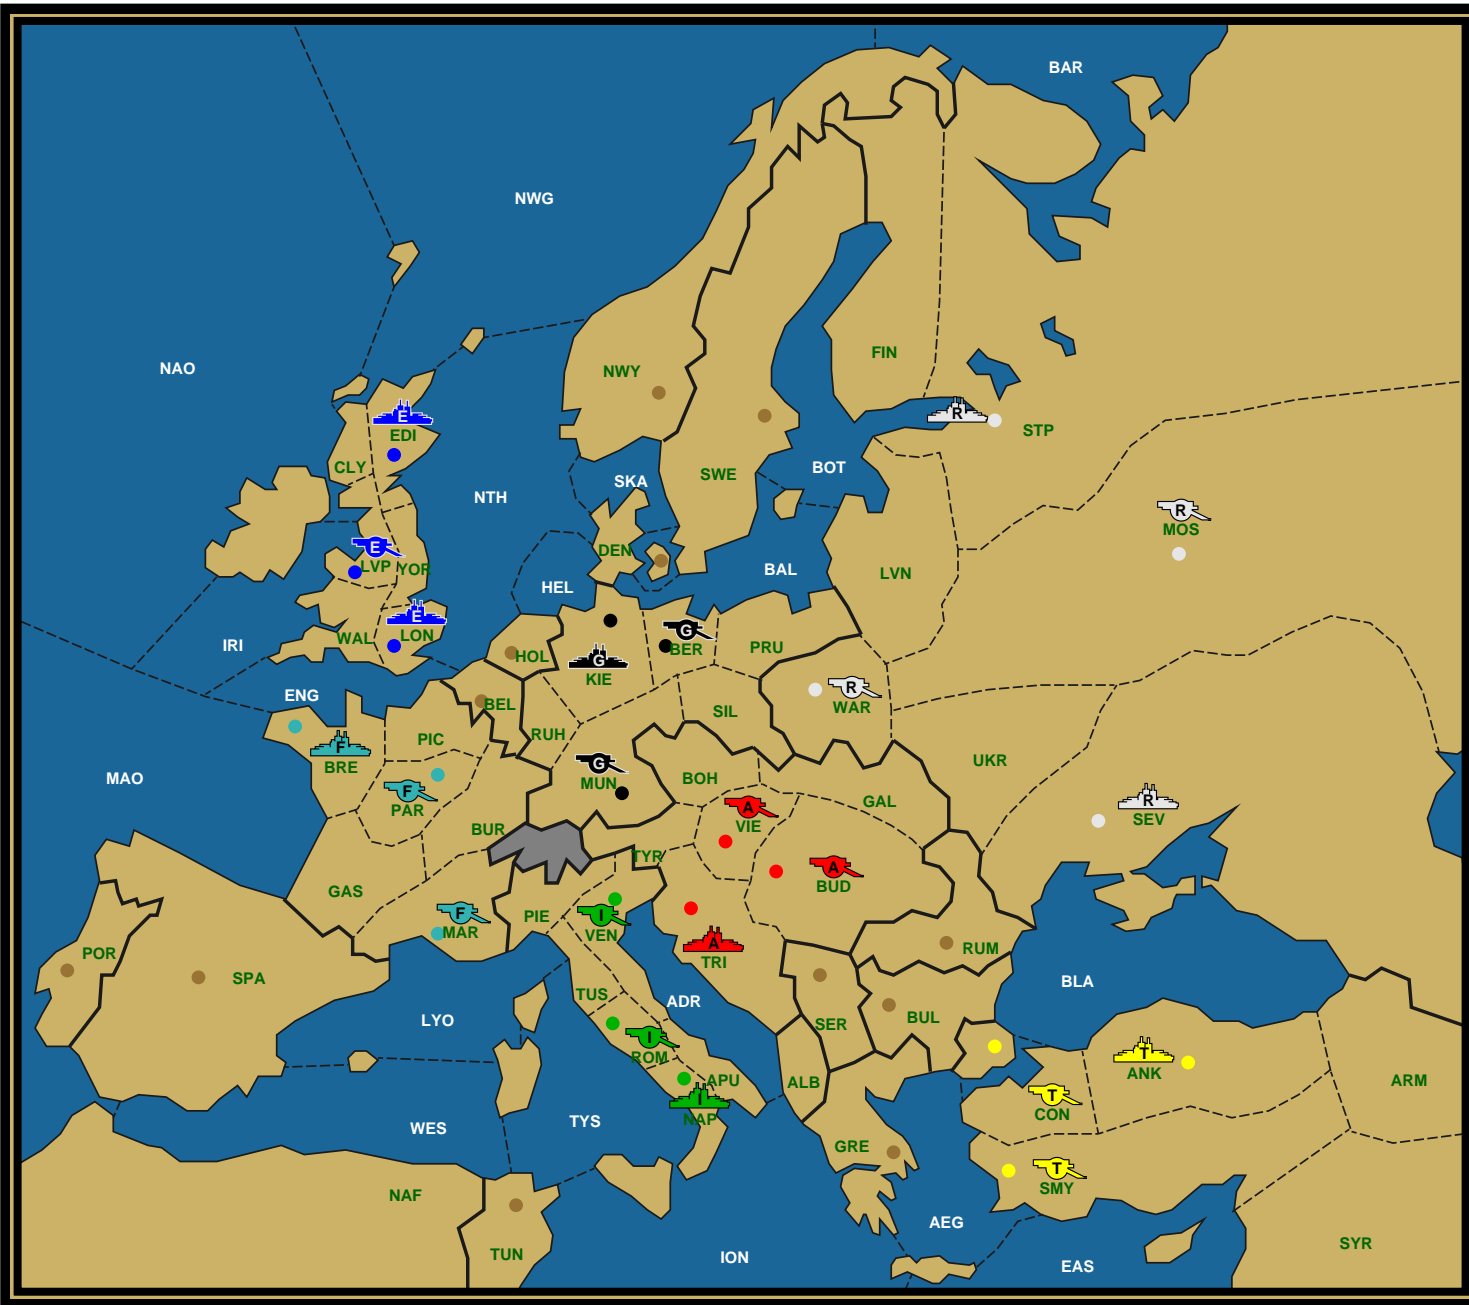 BAR
NWG
NAO
FIN
NWY
E
R
EDI
STP
CLY
BOT
SWE
SKA
NTH
R
MOS
E
DEN
LVP YOR
BAL
LVN
HEL
E
G
LON
WAL
IRI
BER
PRU
HOL
G
KIE
R
ENG
BEL
WAR
SIL
RUH
PIC
F
BRE
UKR
G
MUN
BOH
MAO
F
PAR
A
VIE
GAL
R
SEV
BUR
TYR
A
BUD
GAS
F
MAR
PIE
I
VEN
A
TRI
RUM
POR
SPA
BLA
TUS
ADR
LYO
SER
BUL
I
ROM
T
ANK
APU
ALB
ARM
I
NAP
T
CON
TYS
WES
GRE
T
SMY
NAF
AEG
SYR
TUN
ION
EAS